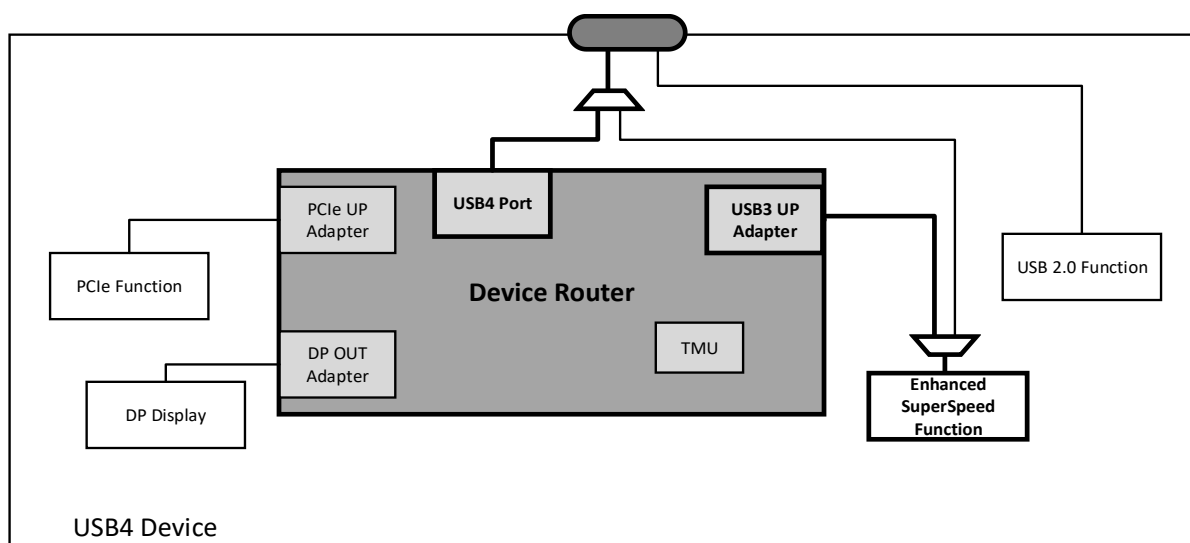 PCIe UP
Adapter
USB4 Port
USB3 UP
Adapter
PCIe Function
USB 2.0 Function
Device Router
DP OUT
Adapter
TMU
DP Display
Enhanced
SuperSpeed
Function
USB4 Device